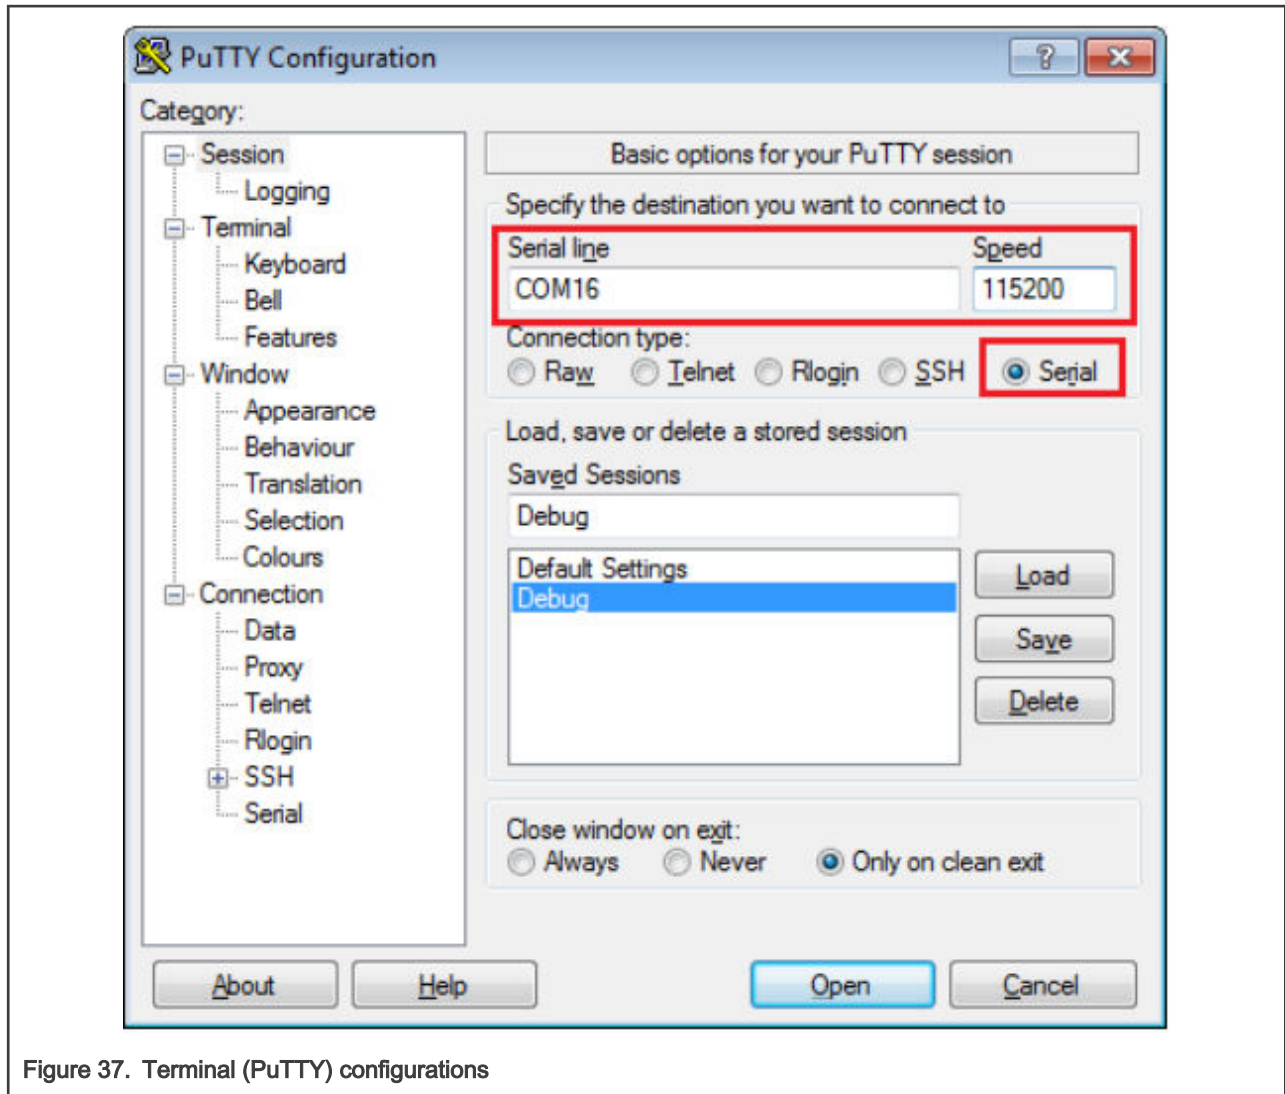 PuTTY Configuration
Category:
Session
Logging
Terminal
Keyboard
Bell
Features
Window
Appearance
Behaviour
Translation
Selection
Colours
Connection
Data
Proxy
Telnet
Rlogin
SSH
Serial
Basic options for your PuTTY session
Specify the destination you want to connect to
Serial line Speed
COM16 115200
Connection type:
Raw Telnet Rlogin SSH Serial
Load, save or delete a stored session
Saved Sessions
Debug
Default Settings
Debug
Load
Save
Delete
Close window on exit:
Always Never Only on clean exit
About Help Open Cancel
Figure 37. Terminal (PuTTY) configurations